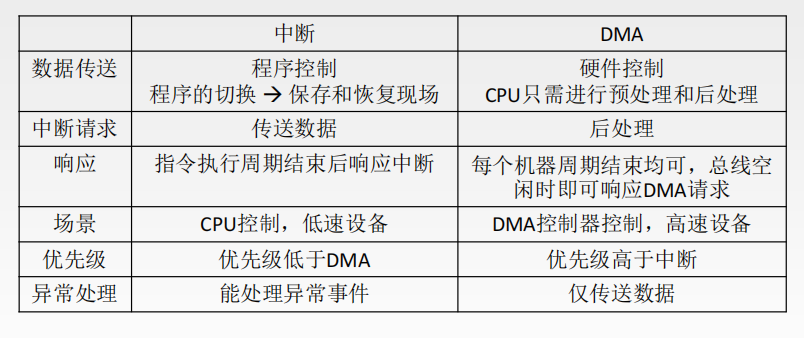 中断 DMA
数据传送 程序控制 硬件控制
程序的切换 → 保存和恢复现场 CPU只需进行预处理和后处理
中断请求 传送数据 后处理
响应 指令执行周期结束后响应中断 每个机器周期结束均可，总线空
闲时即可响应DMA请求
场景 CPU控制，低速设备 DMA控制器控制，高速设备
优先级 优先级低于DMA 优先级高于中断
异常处理 能处理异常事件 仅传送数据